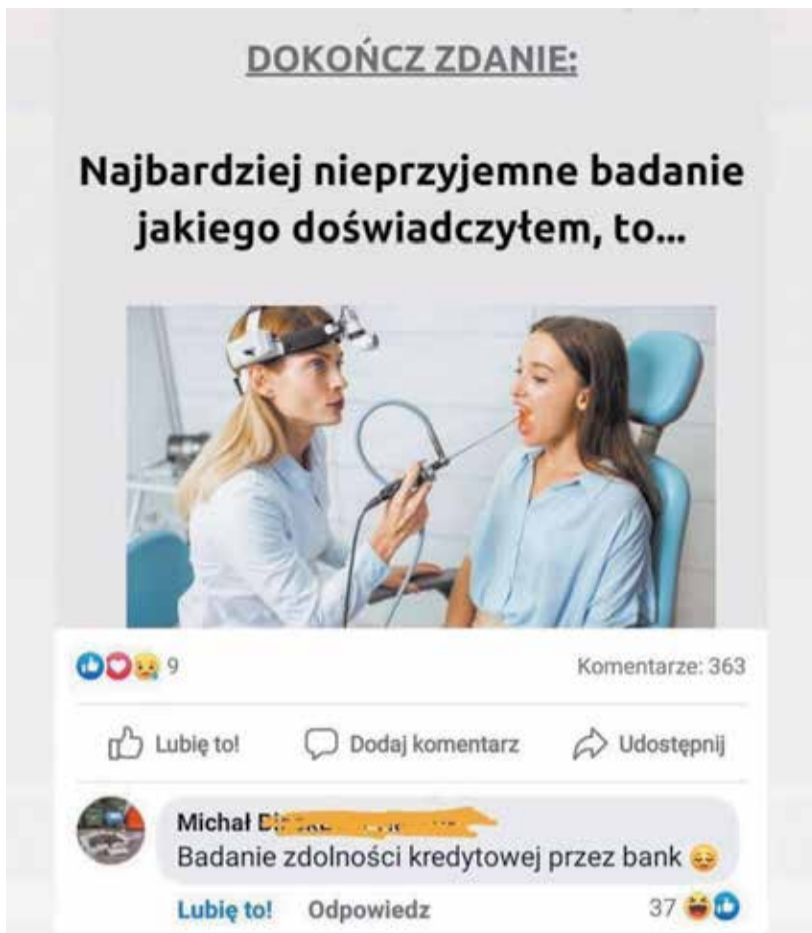 DOKOŃCZ ZDANIE:
Najbardziej nieprzyjemne badanie
jakiego doświadczyłem, to...
9
Komentarze: 363
Lubię to!
Dodaj komentarz
Udostępnij
Michał
Badanie zdolności kredytowej przez bank
Lubię to!
Odpowiedz
37